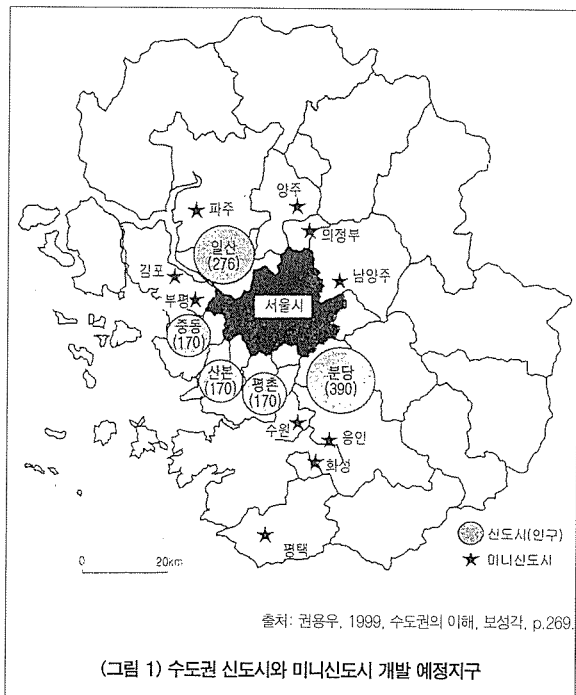 양주
파주
의정부
일산
(276)
김포
남양주
부평
서울시
중동
(170)
산본
(170)
평촌
(170)
분당
(390)
수원
용인
화성
신도시(인구)
미니신도시
평택
0 20km
출처: 권용우, 1999, 수도권의 이해, 보성각, p.269.
(그림 1) 수도권 신도시와 미니신도시 개발 예정지구